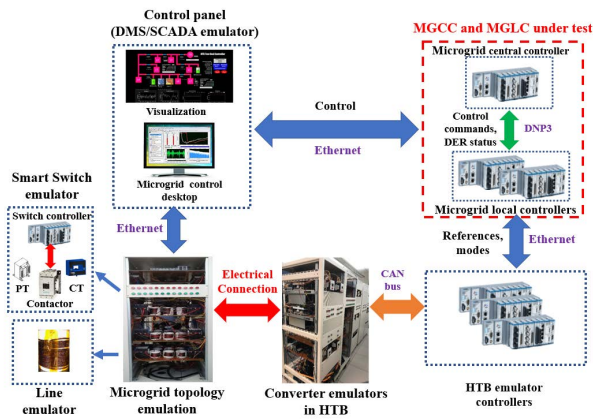 Control panel
(DMS/SCADA emulator)
Visualization
Microgrid control
desktop
Control
Ethernet
MGCC and MGLC under test
Microgrid central controller
Control
commands,
DER status
DNP3
Microgrid local controllers
Smart Switch
emulator
Switch controller
PT
CT
Contactor
Ethernet
References,
modes
Ethernet
Electrical
Connection
CAN
bus
Line
emulator
Microgrid topology
emulation
Converter emulators
in HTB
HTB emulator
controllers